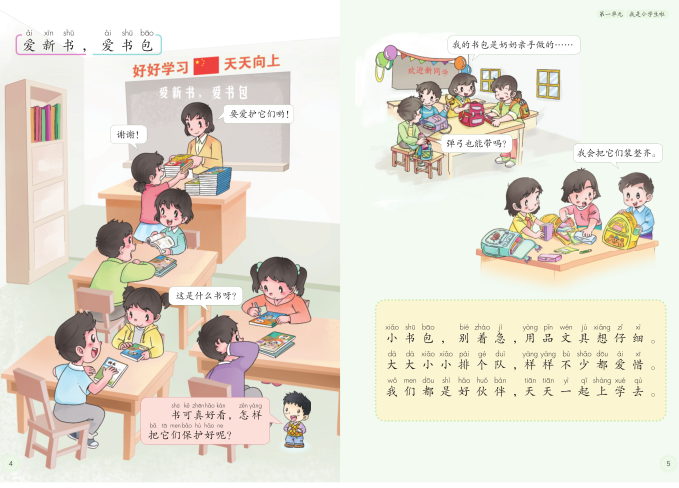 ài xīn shū ài shū bāo
爱新书，爱书包
好好学习 天天向上
爱新书，爱书包
要爱护它们哟！
谢谢！
这是什么书呀？
shū kě zhēn hǎo kàn zěn yàng
书可真好看，怎样
bǎ tā men bǎo hù hǎo ne
把它们保护好呢？
4
第一单元 我是小学生啦
我的书包是奶奶亲手做的……
欢迎新同学
弹弓也能带吗？
我会把它们装整齐。
xiǎo shū bāo bié zháo jí yòng pǐn wén jù xiǎng zǐ xì
小书包，别着急，用品文具想仔细。
dà dà xiǎo xiǎo pái gè duì yàng yàng bù shǎo dōu ài xī
大大小小排个队，样样不少都爱惜。
wǒ men dōu shì hǎo huǒ bàn tiān tiān yì qǐ shàng xué qù
我们都是好伙伴，天天一起上学去。
5